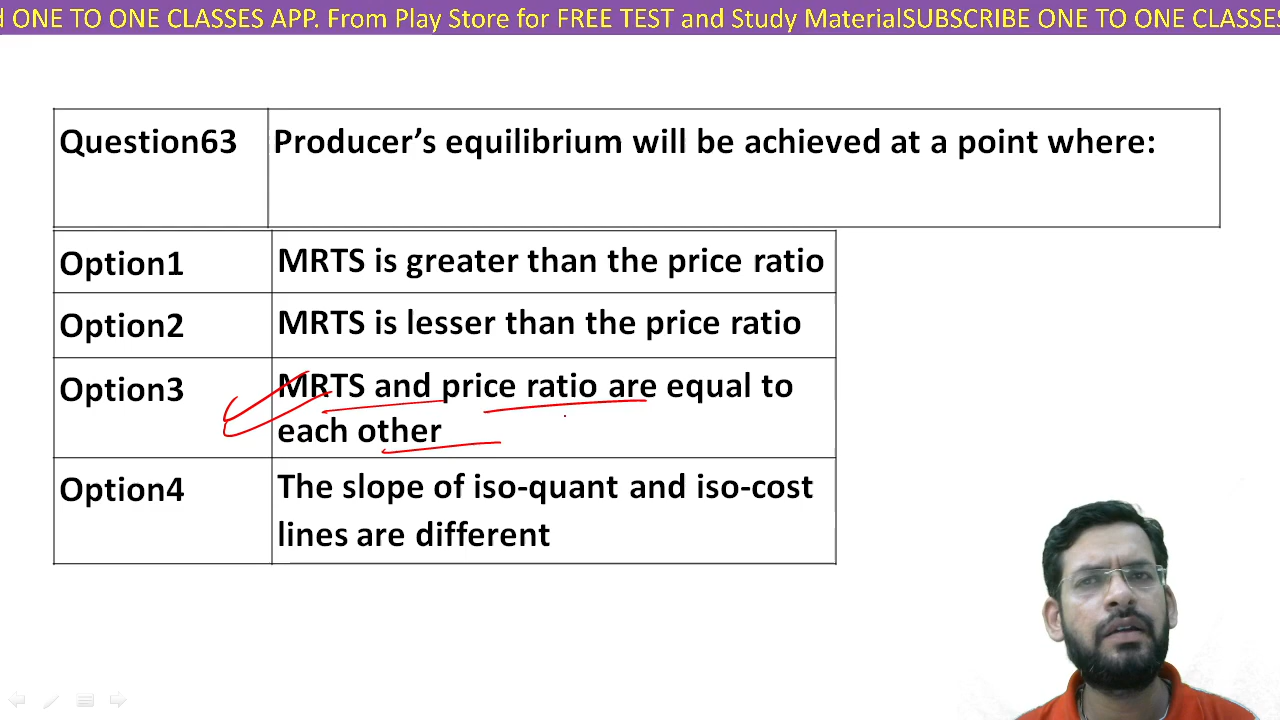 ONE TO ONE CLASSES APP. From Play Store for FREE TEST and Study MaterialSUBSCRIBE ONE TO ONE CLASSES
Question63 Producer's equilibrium will be achieved at a point where:
Option1 MRTS is greater than the price ratio
Option2 MRTS is lesser than the price ratio
Option3 MRTS and price ratio are equal to
each other
Option4 The slope of iso-quant and iso-cost
lines are different